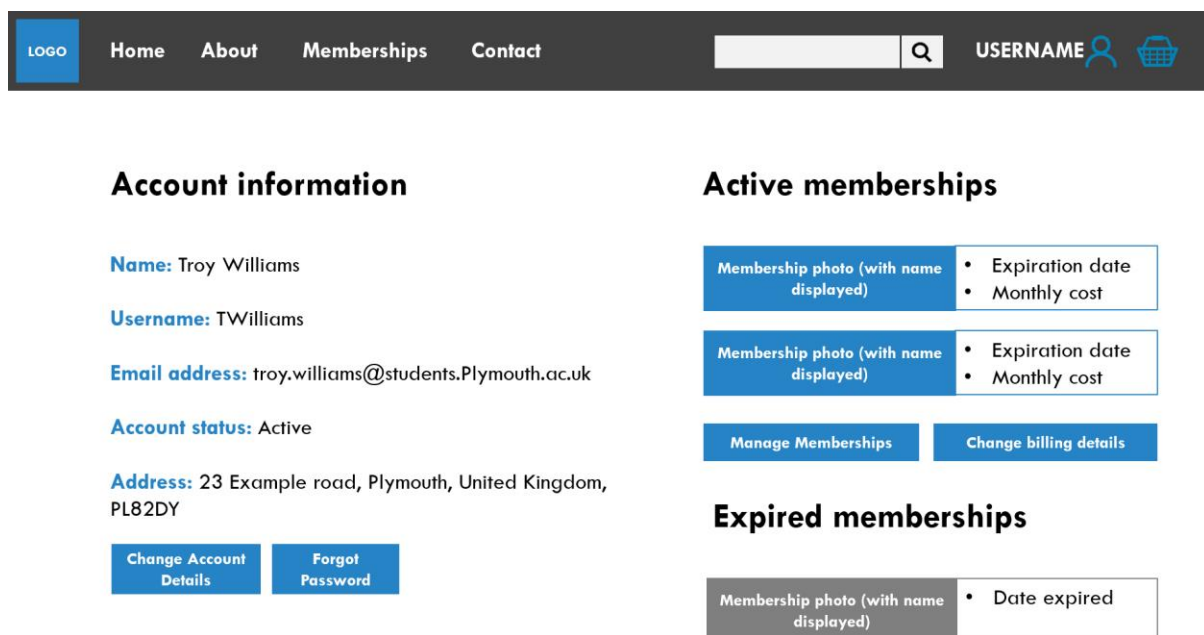 LOGO
Home About Memberships Contact
USERNAME
Account information
Name: Troy Williams
Username: TWilliams
Email address: troy.williams@students.Plymouth.ac.uk
Account status: Active
Address: 23 Example road, Plymouth, United Kingdom,
PL82DY
Change Account
Details
Forgot
Password
Active memberships
Membership photo (with name
displayed)
• Expiration date
• Monthly cost
Membership photo (with name
displayed)
• Expiration date
• Monthly cost
Manage Memberships
Change billing details
Expired memberships
Membership photo (with name
displayed)
• Date expired